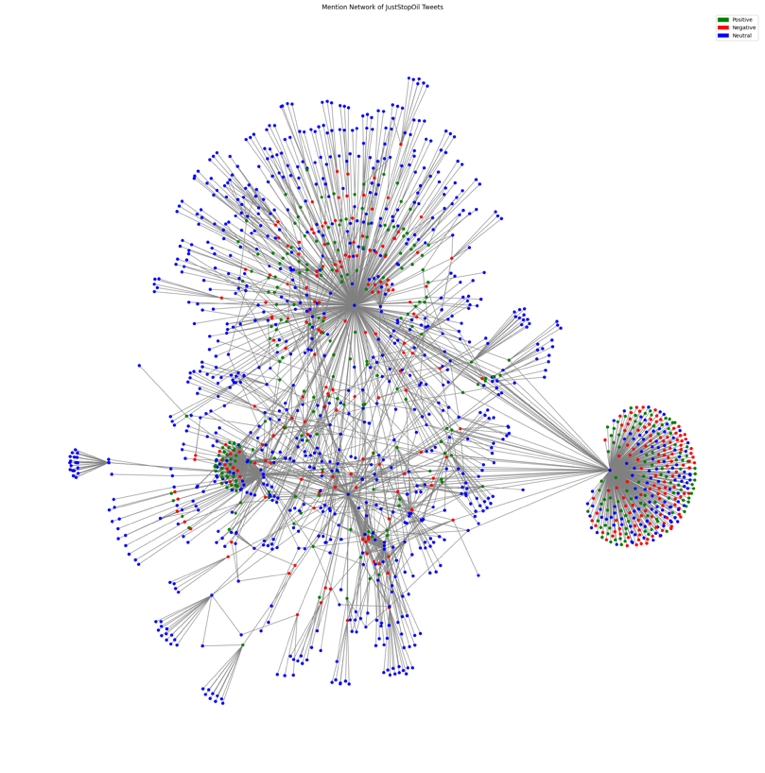 Mention Network of JustStopOil Tweets
Positive
Negative
Neutral